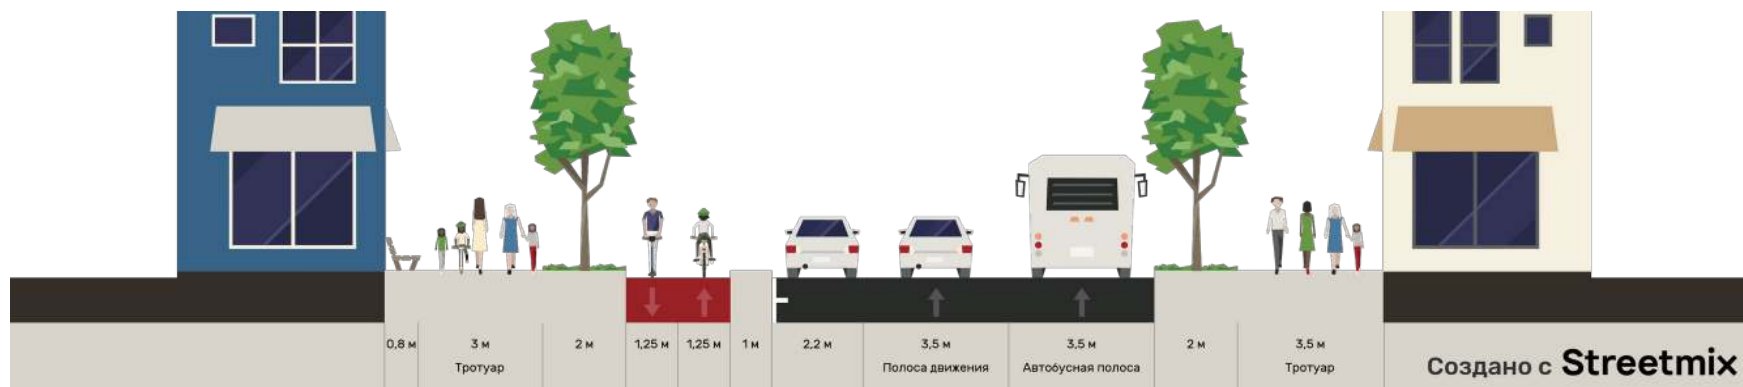 0,8 м 3 м 2 м 1,25 м 1,25 м 1 м 2,2 м 3,5 м 3,5 м 2 м 3,5 м
Тротуар Полоса движения Автобусная полоса Тротуар
Создано с Streetmix